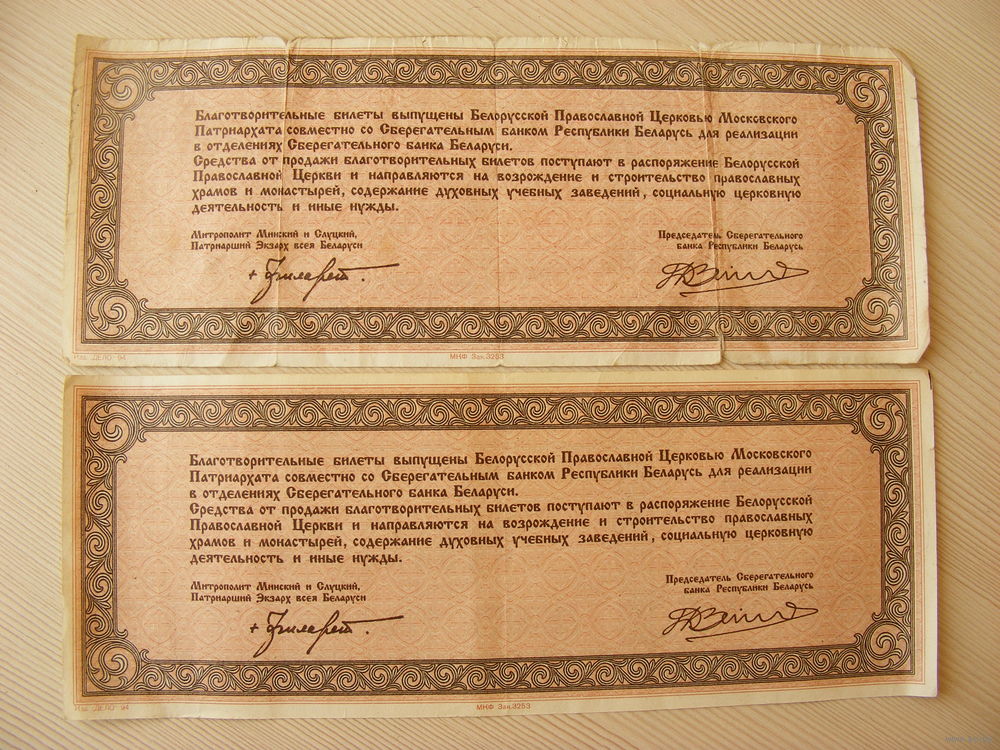 Благотворительные билеты выпущены Белорусской Православной Церковью Московского
Патриархата совместно со Сберегательным банком Республики Беларусь для реализации
в отделениях Сберегательного банка Беларуси.
Средства от продажи благотворительных билетов поступают в распоряжение Белорусской
Православной Церкви и направляются на возрождение и строительство православных
храмов и монастырей, содержание духовных учебных заведений, социальную церковную
деятельность и иные нужды.
Митрополит Минский и Слуцкий,
Патриарший Экзарх всея Беларуси
Председатель Сберегательного
банка Республики Беларусь
+ Филарет.
Изд. "ДЕЛО" 94
МНФ Зак.3253
Благотворительные билеты выпущены Белорусской Православной Церковью Московского
Патриархата совместно со Сберегательным банком Республики Беларусь для реализации
в отделениях Сберегательного банка Беларуси.
Средства от продажи благотворительных билетов поступают в распоряжение Белорусской
Православной Церкви и направляются на возрождение и строительство православных
храмов и монастырей, содержание духовных учебных заведений, социальную церковную
деятельность и иные нужды.
Митрополит Минский и Слуцкий,
Патриарший Экзарх всея Беларуси
Председатель Сберегательного
банка Республики Беларусь
+ Филарет.
Изд. "ДЕЛО" 94
МНФ Зак.3253